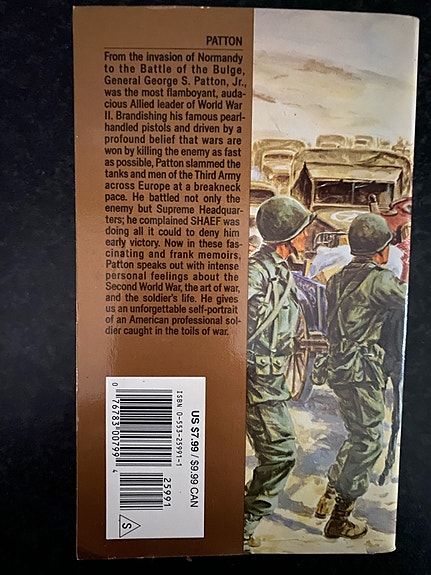 PATTON
From the invasion of Normandy
to the Battle of the Bulge,
General George S. Patton, Jr.,
was the most flamboyant, auda-
cious Allied leader of World War
II. Brandishing his famous pearl-
handled pistols and driven by a
profound belief that wars are
won by killing the enemy as fast
as possible, Patton slammed the
tanks and men of the Third Army
across Europe at a breakneck
pace. He battled not only the
enemy but Supreme Headquar-
ters; he complained SHAEF was
doing all it could to deny him
early victory. Now in these fas-
cinating and frank memoirs,
Patton speaks out with intense
personal feelings about the
Second World War, the art of war,
and the soldier's life. He gives
us an unforgettable self-portrait
of an American professional sol-
dier caught in the toils of war.
US $7.99 / $9.99 CAN
ISBN 0-553-25991-1
25991
0 76783 00799 4
S